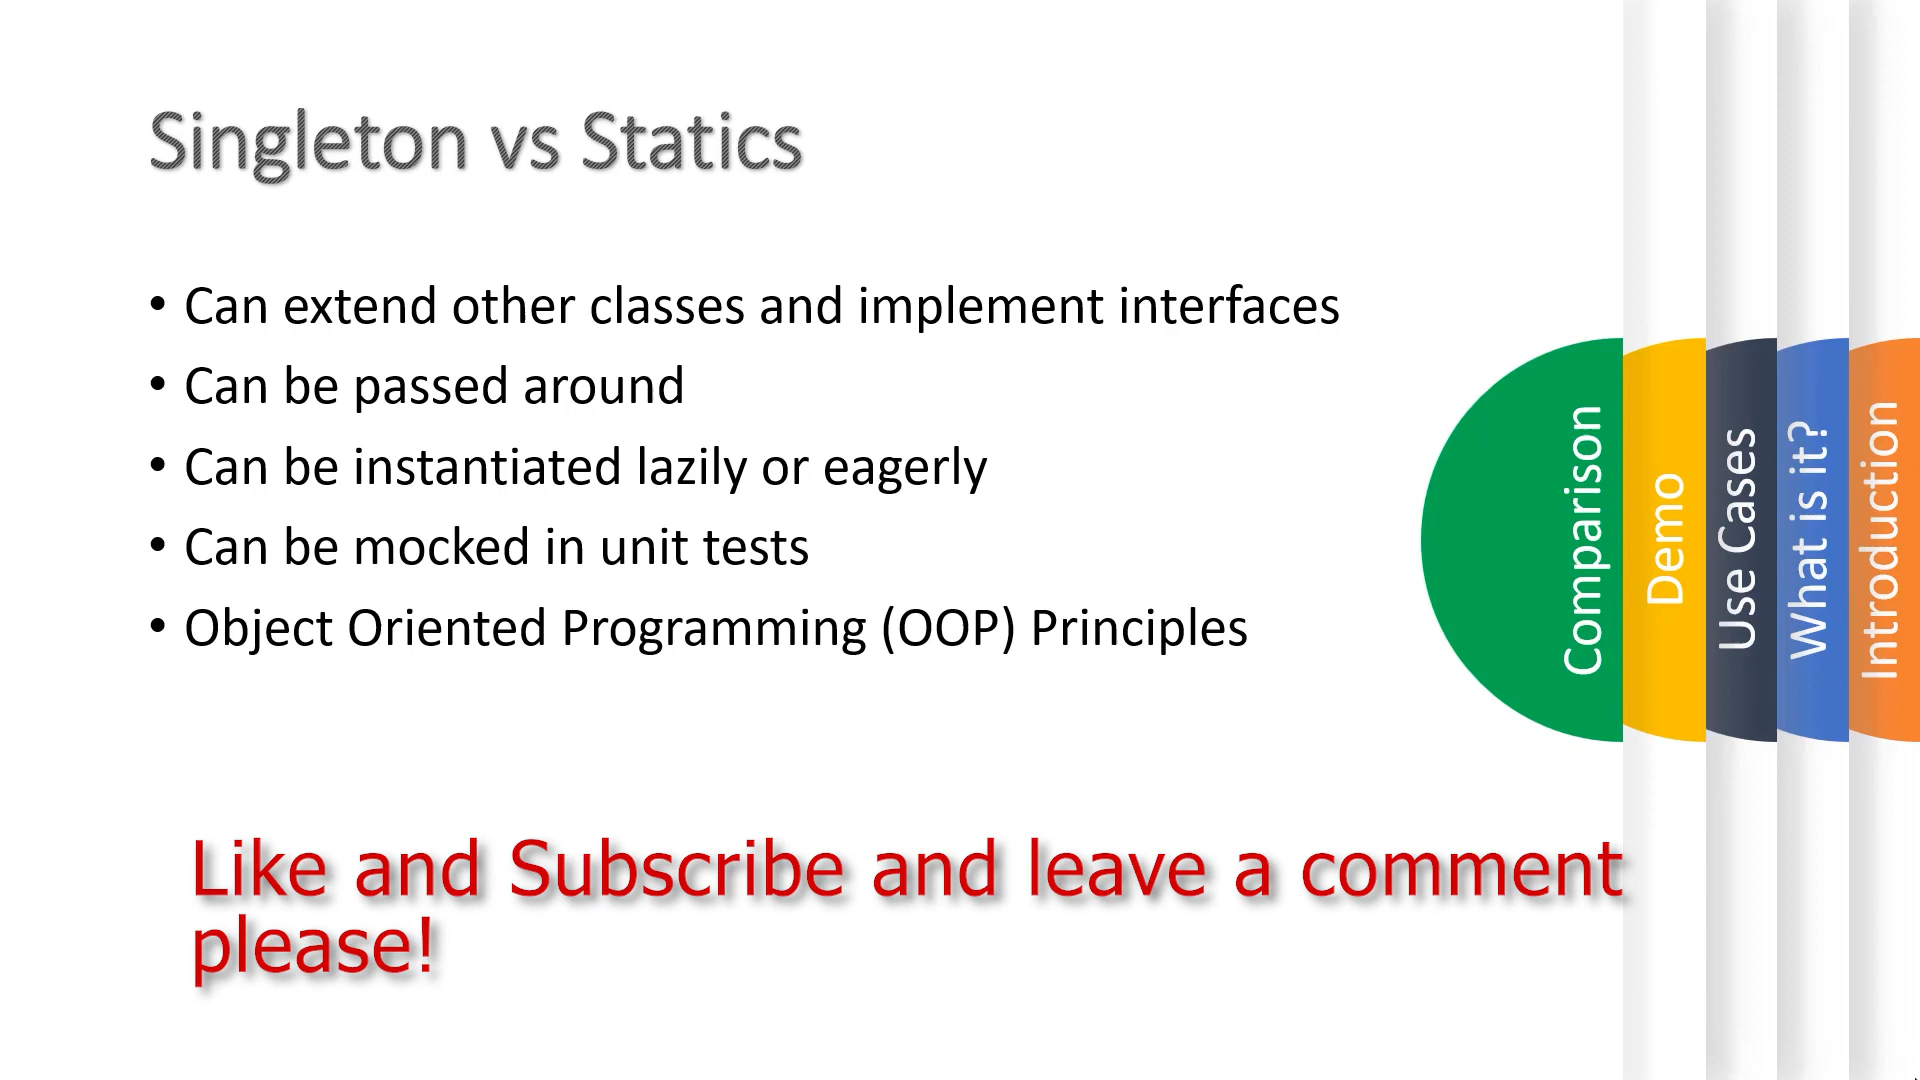 Singleton vs Statics
• Can extend other classes and implement interfaces
• Can be passed around
• Can be instantiated lazily or eagerly
• Can be mocked in unit tests
• Object Oriented Programming (OOP) Principles
Comparison
Demo
Use Cases
What is it?
Introduction
Like and Subscribe and leave a comment
please!